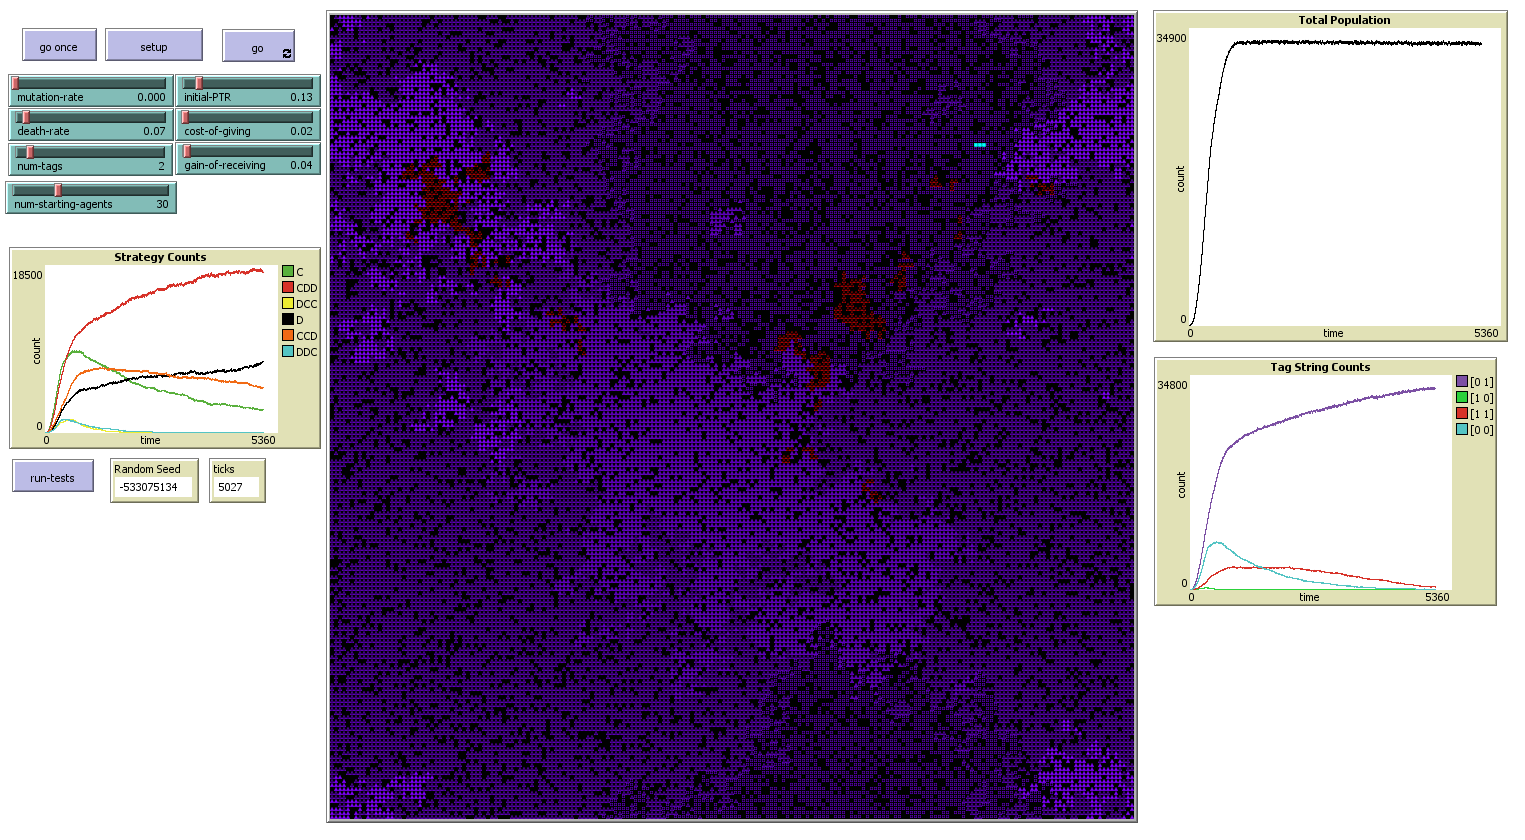 go once
setup
go
mutation-rate 0.000
initial-PTR 0.13
death-rate 0.07
cost-of-giving 0.02
num-tags 2
gain-of-receiving 0.04
num-starting-agents 30
Strategy Counts
18500
count
0
0
time
5360
C
CDD
DCC
D
CCD
DDC
run-tests
Random Seed
-533075134
ticks
5027
Total Population
34900
count
0
0
time
5360
Tag String Counts
34800
count
0
0
time
5360
[0 1]
[1 0]
[1 1]
[0 0]